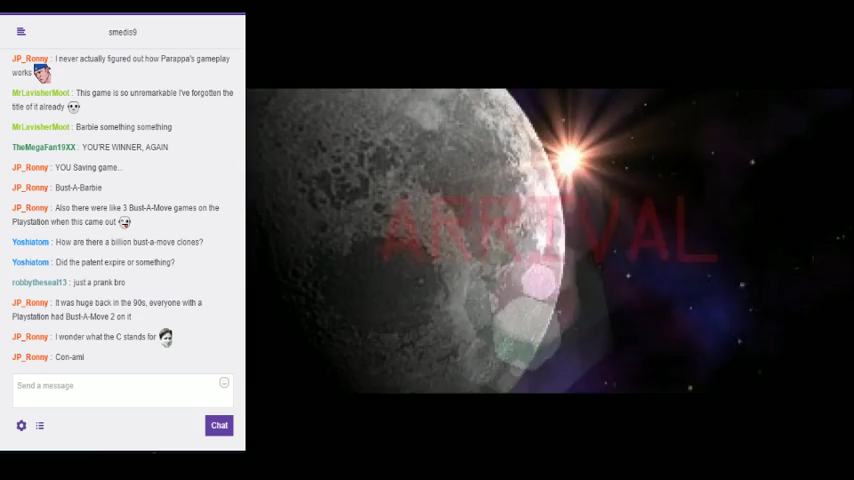 smedis9
JP_Ronny : I never actually figured out how Parappa's gameplay
works
MrLavisherMoot : This game is so unremarkable I've forgotten the
title of it already
MrLavisherMoot : Barbie something something
TheMegaFan19XX : YOU'RE WINNER, AGAIN
JP_Ronny : YOU Saving game...
JP_Ronny : Bust-A-Barbie
JP_Ronny : Also there were like 3 Bust-A-Move games on the
Playstation when this came out
Yoshiatom : How are there a billion bust-a-move clones?
Yoshiatom : Did the patent expire or something?
robbytheseal13 : just a prank bro
JP_Ronny : It was huge back in the 90s, everyone with a
Playstation had Bust-A-Move 2 on it
JP_Ronny : I wonder what the C stands for
JP_Ronny : Con-ami
Send a message
Chat
ARRIVAL